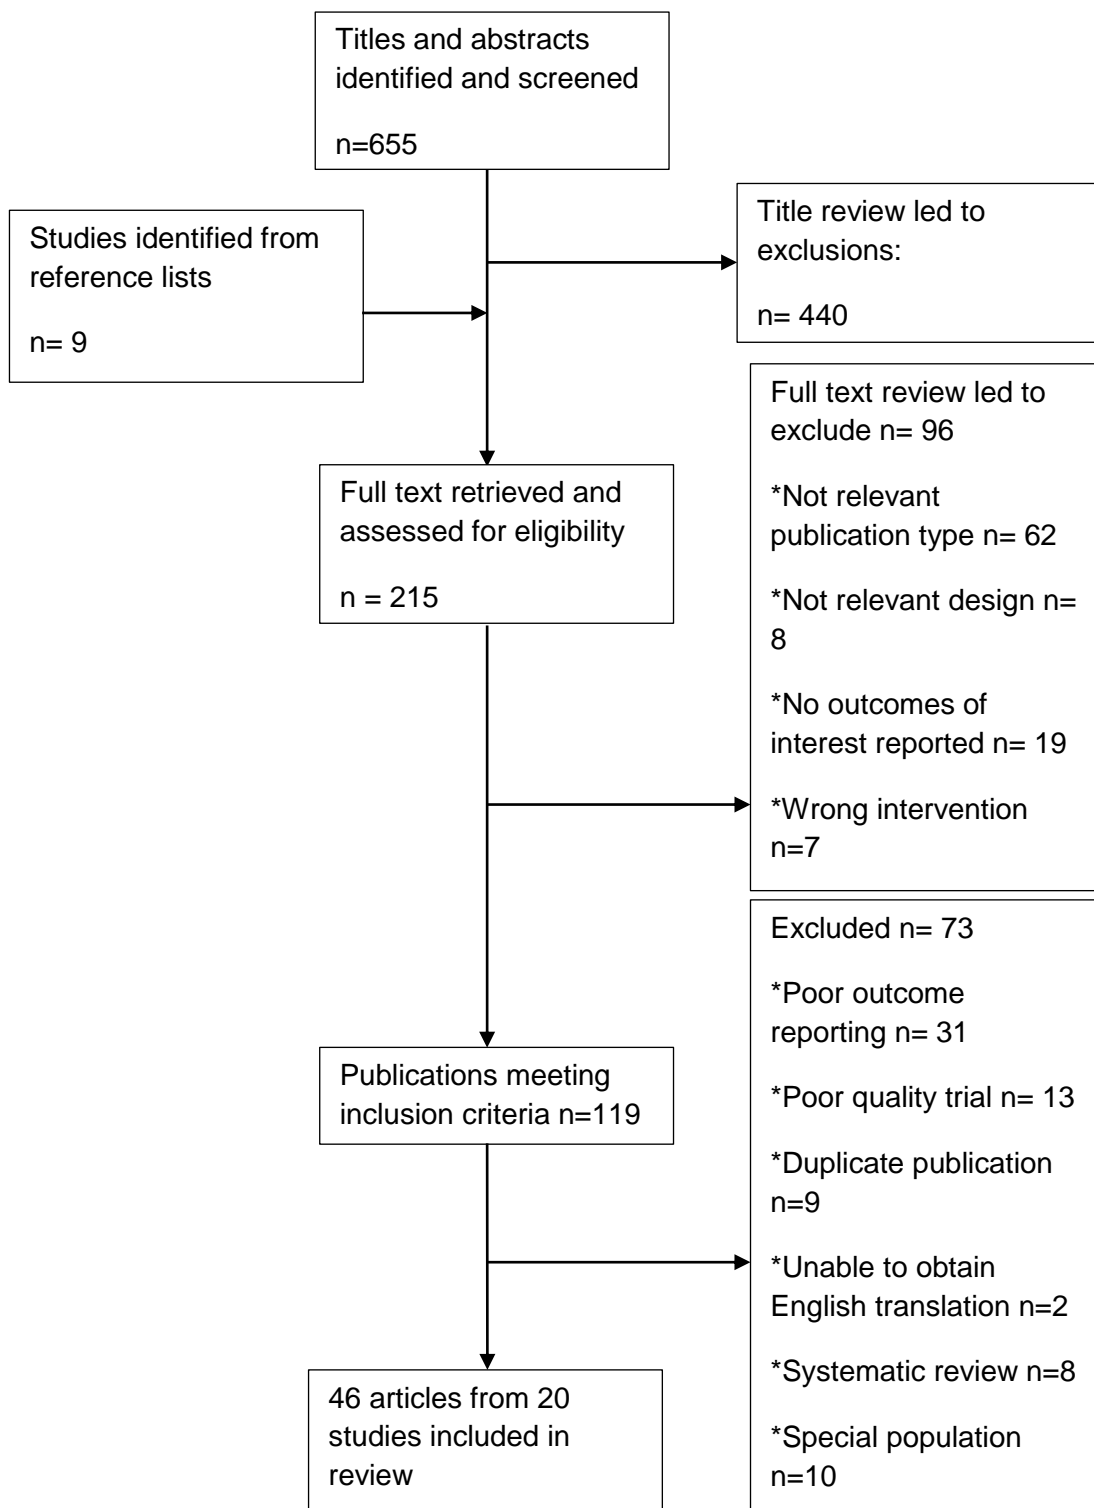 Titles and abstracts
identified and screened
n=655
Studies identified from
reference lists
n= 9
Title review led to
exclusions:
n= 440
Full text retrieved and
assessed for eligibility
n = 215
Full text review led to
exclude n= 96
*Not relevant
publication type n= 62
*Not relevant design n=
8
*No outcomes of
interest reported n= 19
*Wrong intervention
n=7
Publications meeting
inclusion criteria n=119
Excluded n= 73
*Poor outcome
reporting n= 31
*Poor quality trial n= 13
*Duplicate publication
n=9
*Unable to obtain
English translation n=2
*Systematic review n=8
*Special population
n=10
46 articles from 20
studies included in
review